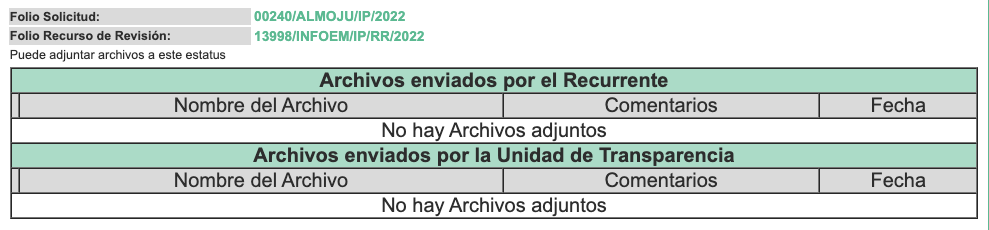 Folio Solicitud: 00240/ALMOJU/IP/2022
Folio Recurso de Revisión: 13998/INFOEM/IP/RR/2022
Puede adjuntar archivos a este estatus
Archivos enviados por el Recurrente
Nombre del Archivo Comentarios Fecha
No hay Archivos adjuntos
Archivos enviados por la Unidad de Transparencia
Nombre del Archivo Comentarios Fecha
No hay Archivos adjuntos